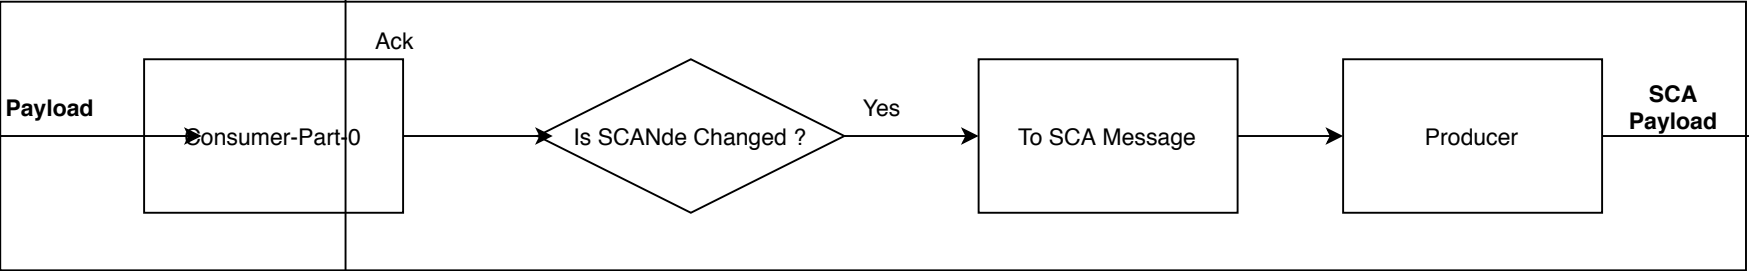 Ack
Payload
Consumer-Part-0
Is SCANde Changed ?
Yes
To SCA Message
Producer
SCA
Payload